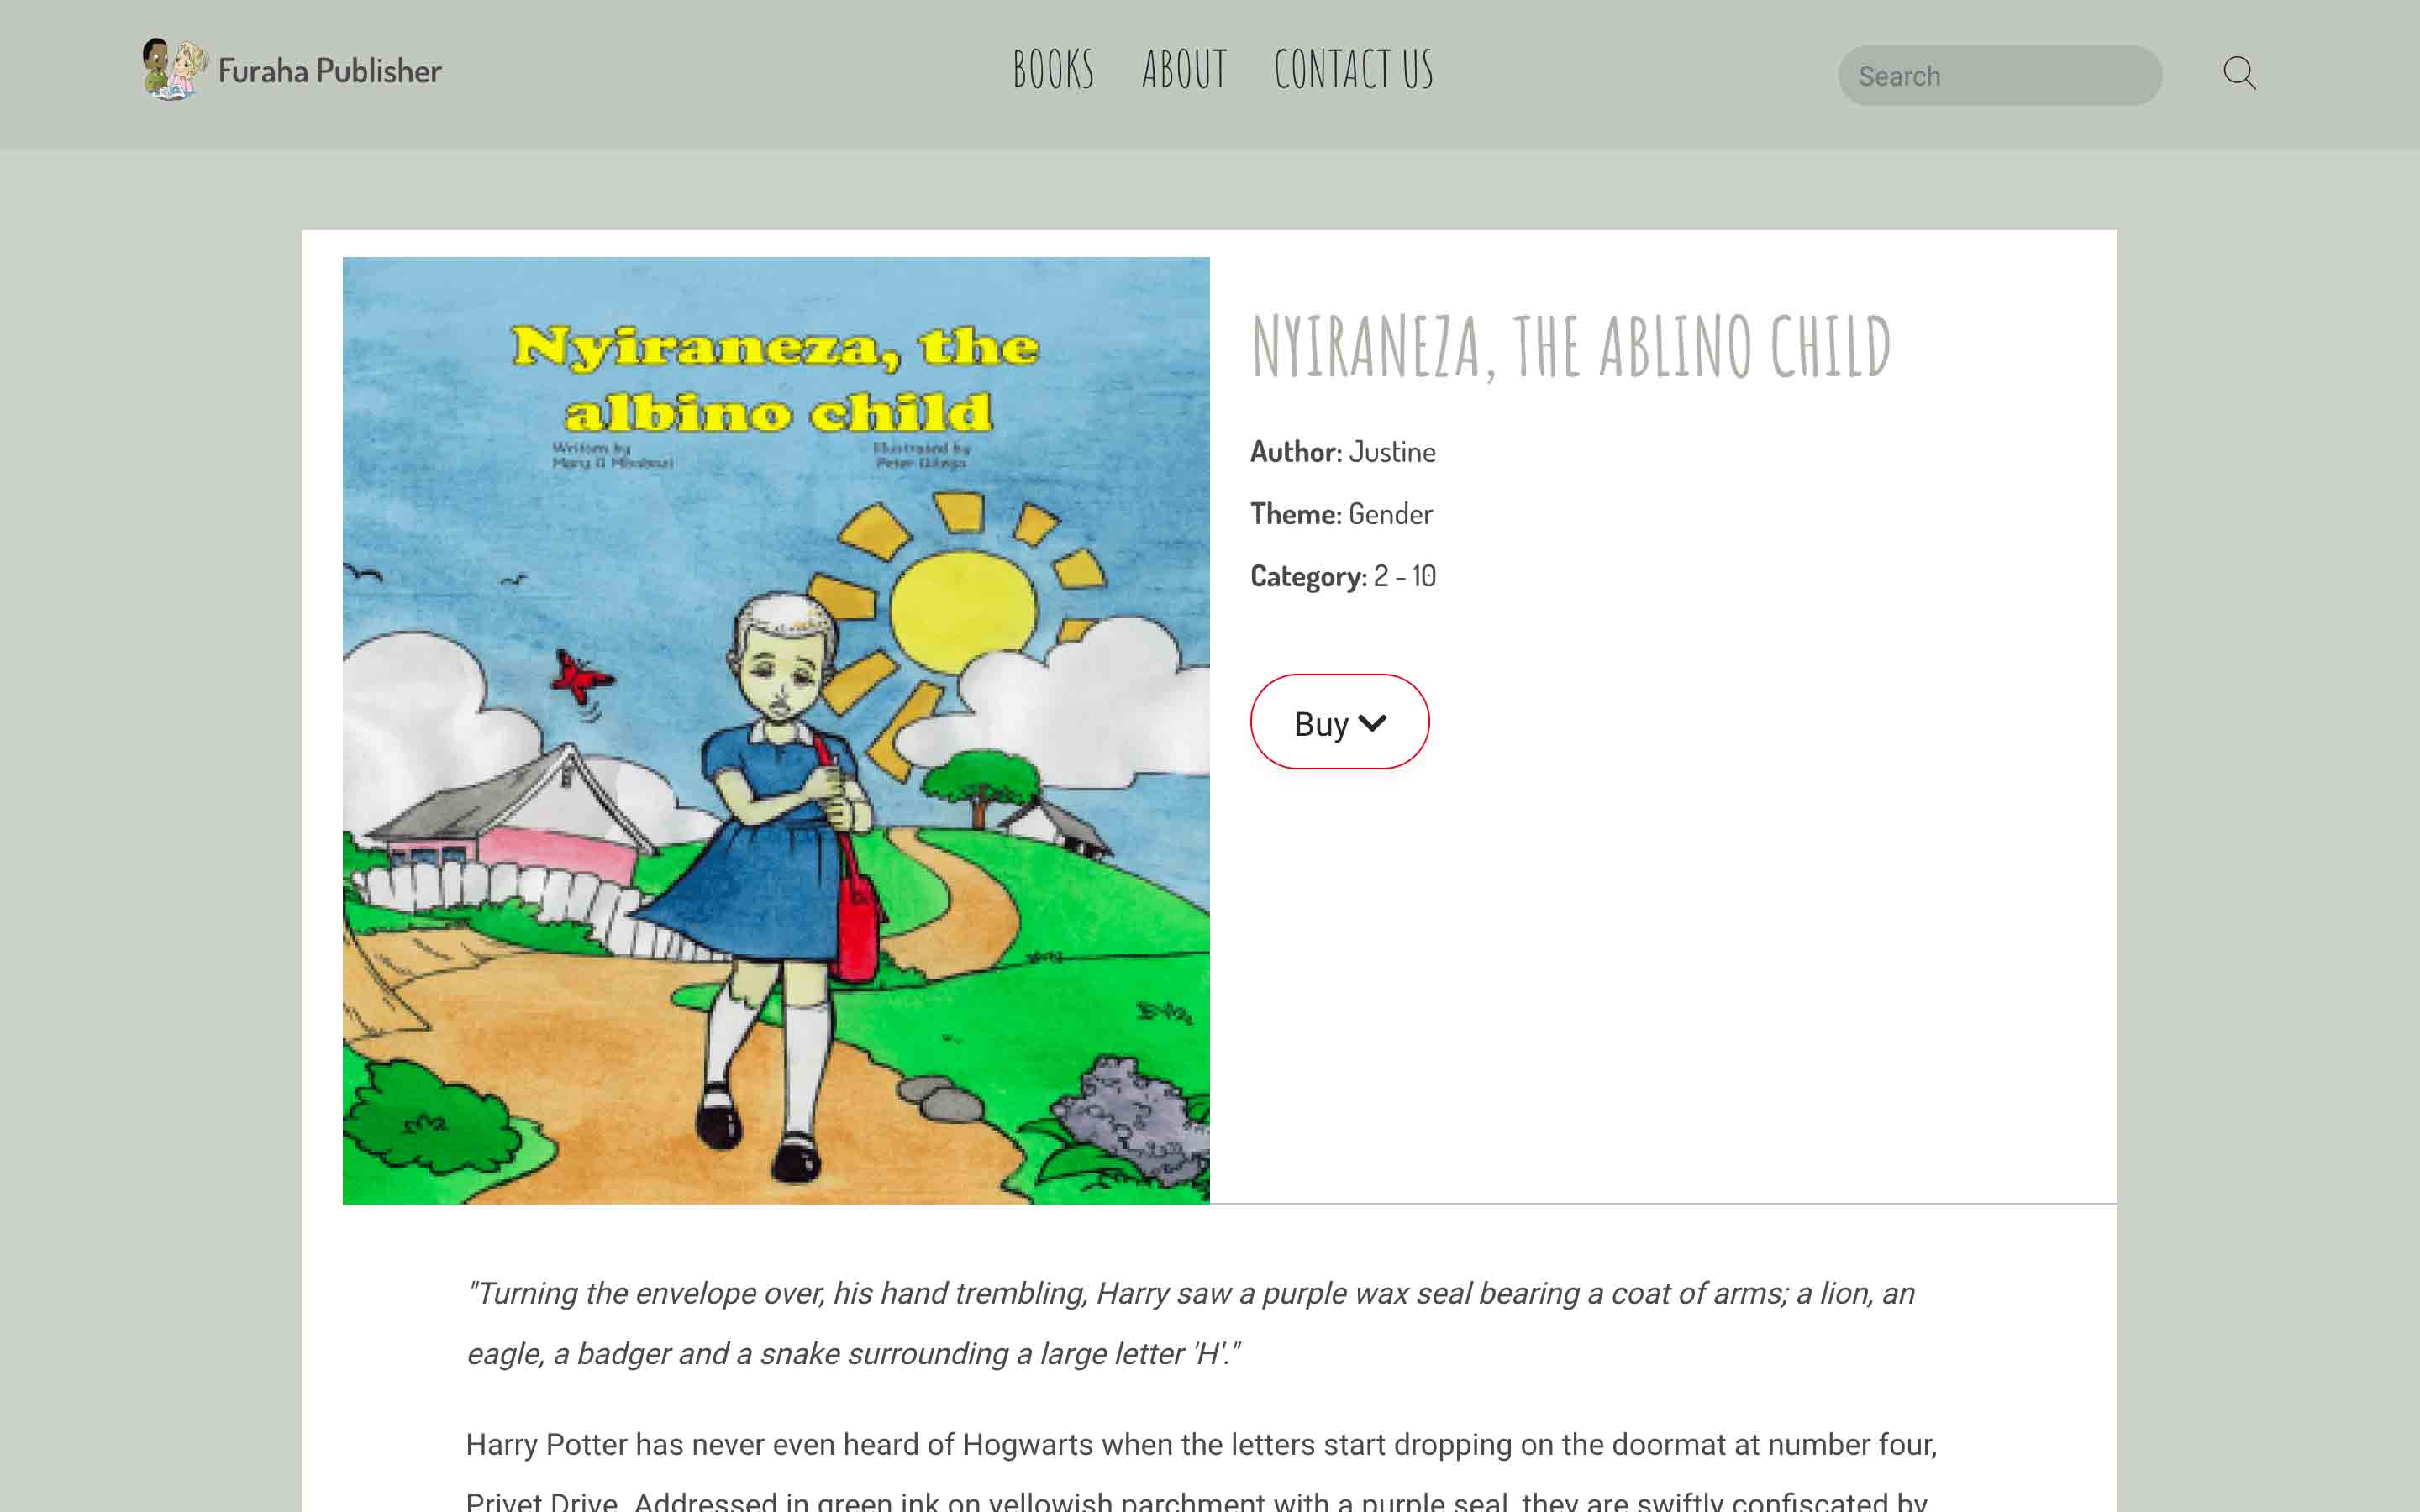 Furaha Publisher
BOOKS ABOUT CONTACT US
Search
Nyiraneza, the
albino child
Written by Illustrated by
Mary Peter
NYIRANEZA, THE ABLINO CHILD
Author: Justine
Theme: Gender
Category: 2 - 10
Buy
"Turning the envelope over, his hand trembling, Harry saw a purple wax seal bearing a coat of arms; a lion, an
eagle, a badger and a snake surrounding a large letter 'H'."
Harry Potter has never even heard of Hogwarts when the letters start dropping on the doormat at number four,
Privet Drive. Addressed in green ink on yellowish parchment with a purple seal, they are swiftly confiscated by